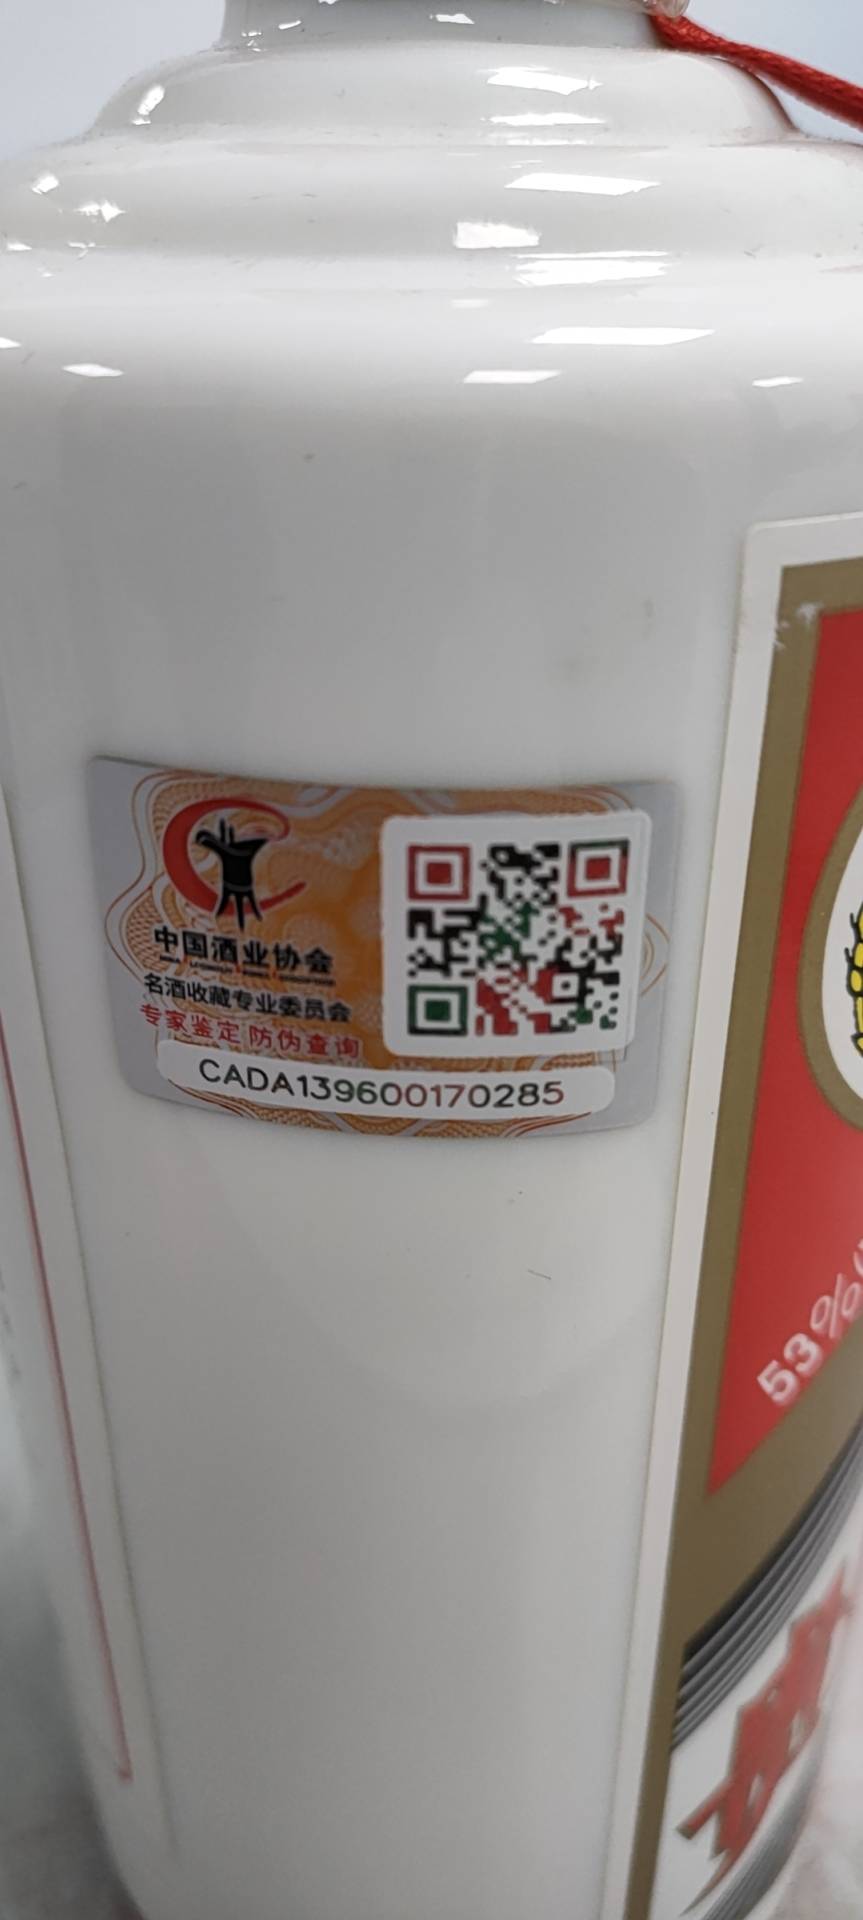 中国酒业协会
名酒收藏专业委员会
专家鉴定 防伪查询
CADA139600170285
53%